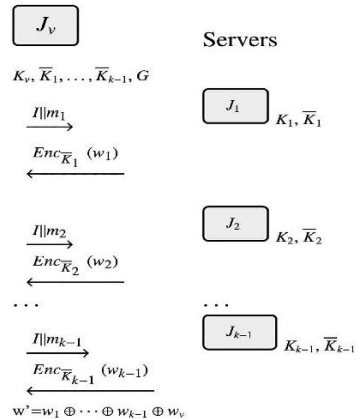 J_v
Servers
K_v, K̅_1, . . . , K̅_{k-1}, G
J_1
K_1, K̅_1
I||m_1
Enc_{K̅_1} (w_1)
J_2
K_2, K̅_2
I||m_2
Enc_{K̅_2} (w_2)
. . .
. . .
J_{k-1}
K_{k-1}, K̅_{k-1}
I||m_{k-1}
Enc_{K̅_{k-1}} (w_{k-1})
w'=w_1 ⊕ ··· ⊕ w_{k-1} ⊕ w_v